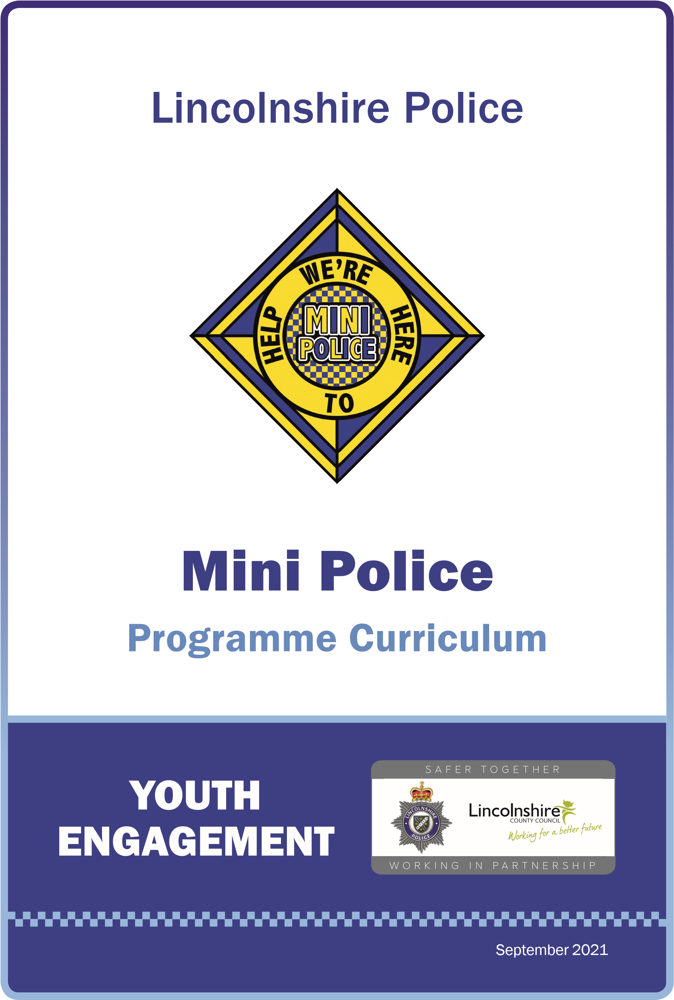 Lincolnshire Police
WE’RE
HERE
TO
HELP
MINI
POLICE
Mini Police
Programme Curriculum
YOUTH
ENGAGEMENT
SAFER TOGETHER
LINCOLNSHIRE
POLICE
Lincolnshire
COUNTY COUNCIL
Working for a better future
WORKING IN PARTNERSHIP
September 2021